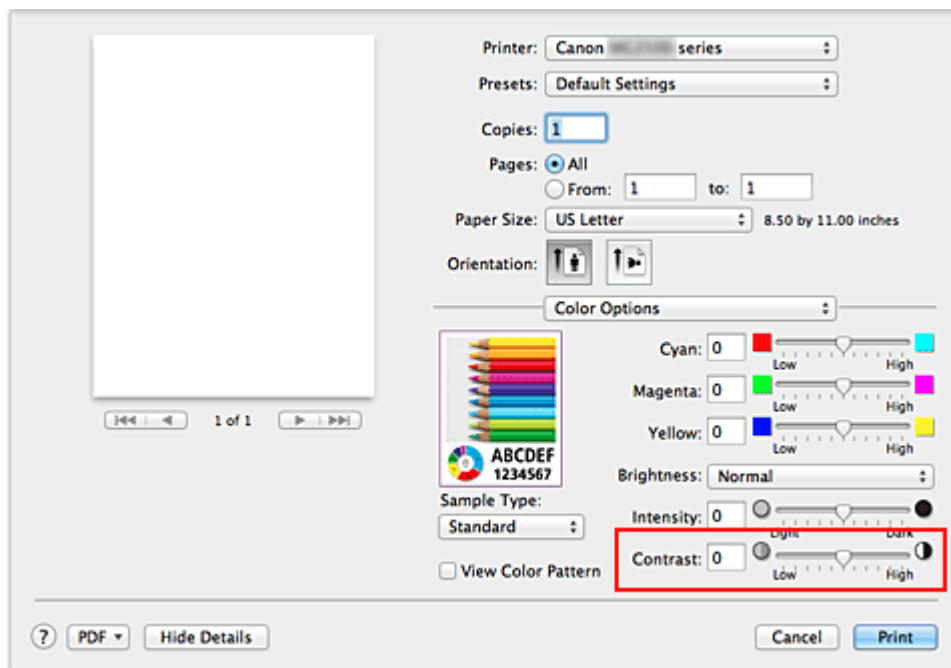 Printer: Canon series
Presets: Default Settings
Copies: 1
Pages: All
From: 1 to: 1
Paper Size: US Letter 8.50 by 11.00 inches
Orientation:
Color Options
1 of 1
ABCDEF
1234567
Sample Type:
Standard
View Color Pattern
Cyan: 0
Low High
Magenta: 0
Low High
Yellow: 0
Low High
Brightness: Normal
Intensity: 0
Light Dark
Contrast: 0
Low High
? PDF Hide Details Cancel Print